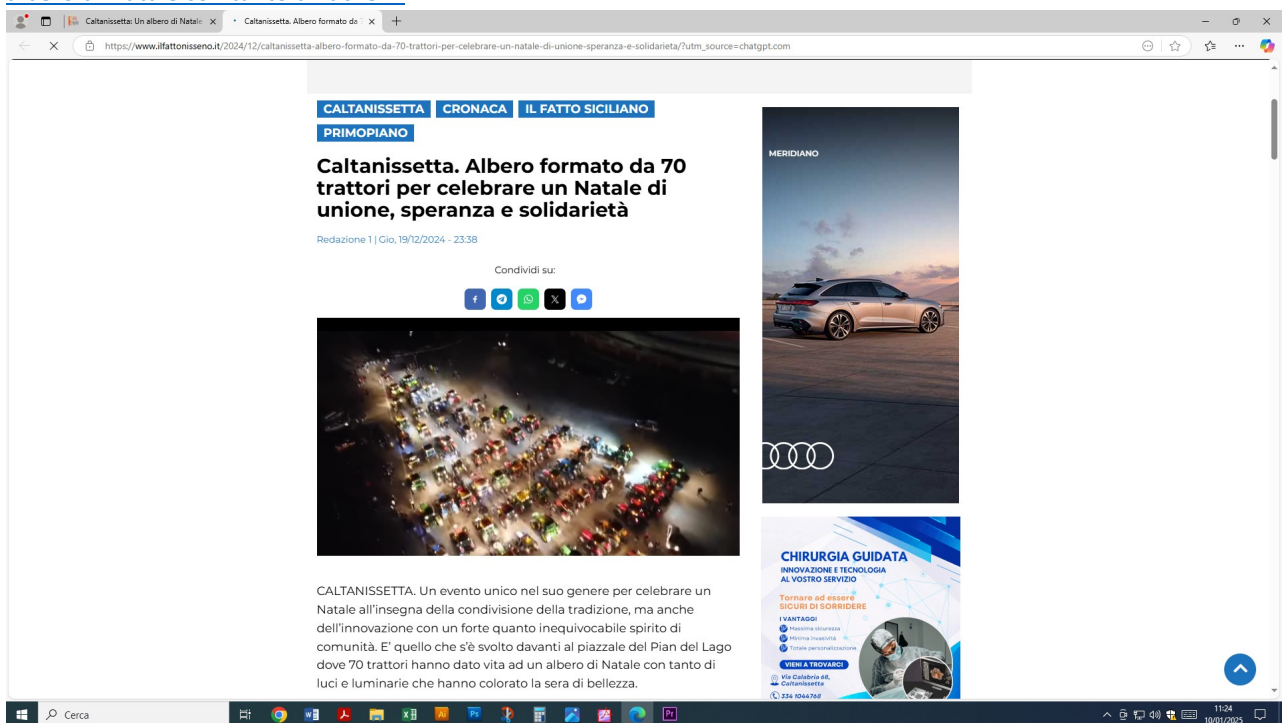 Caltanissetta: Un albero di Natale
Caltanissetta. Albero formato da 7
https://www.ilfattonisseno.it/2024/12/caltanissetta-albero-formato-da-70-trattori-per-celebrare-un-natale-di-unione-speranza-e-solidarieta/?utm_source=chatgpt.com
CALTANISSETTA CRONACA IL FATTO SICILIANO
PRIMOPIANO
Caltanissetta. Albero formato da 70
trattori per celebrare un Natale di
unione, speranza e solidarietà
Redazione 1 | Gio, 19/12/2024 - 23:38
Condividi su:
CALTANISSETTA. Un evento unico nel suo genere per celebrare un
Natale all'insegna della condivisione della tradizione, ma anche
dell'innovazione con un forte quanto inequivocabile spirito di
comunità. E' quello che s'è svolto davanti al piazzale del Pian del Lago
dove 70 trattori hanno dato vita ad un albero di Natale con tanto di
luci e luminarie che hanno colorato la sera di bellezza.
MERIDIANO
CHIRURGIA GUIDATA
INNOVAZIONE E TECNOLOGIA
AL VOSTRO SERVIZIO
Tornare ad essere
SICURI DI SORRIDERE
I VANTAGGI
Massima sicurezza
Minima invasività
Totale personalizzazione
VIENI A TROVARCI
Via Calabria 68,
Caltanissetta
334 1044768
Cerca
11:24
10/01/2025